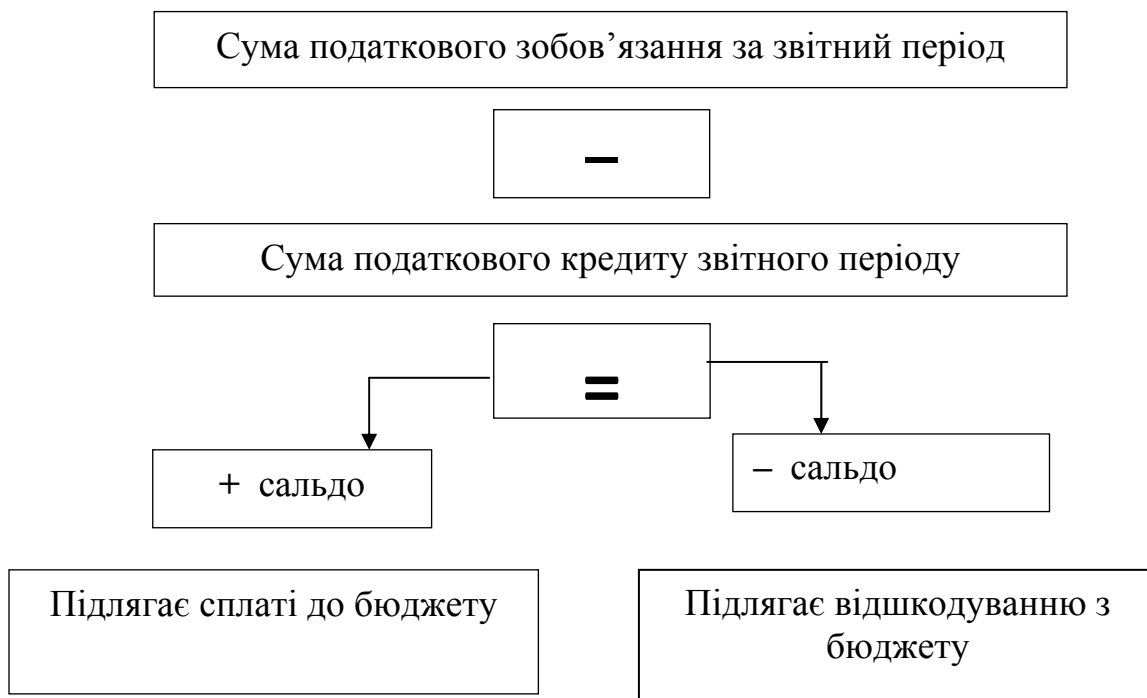 Сума податкового зобов’язання за звітний період
–
Сума податкового кредиту звітного періоду
=
+ сальдо
– сальдо
Підлягає сплаті до бюджету
Підлягає відшкодуванню з
бюджету